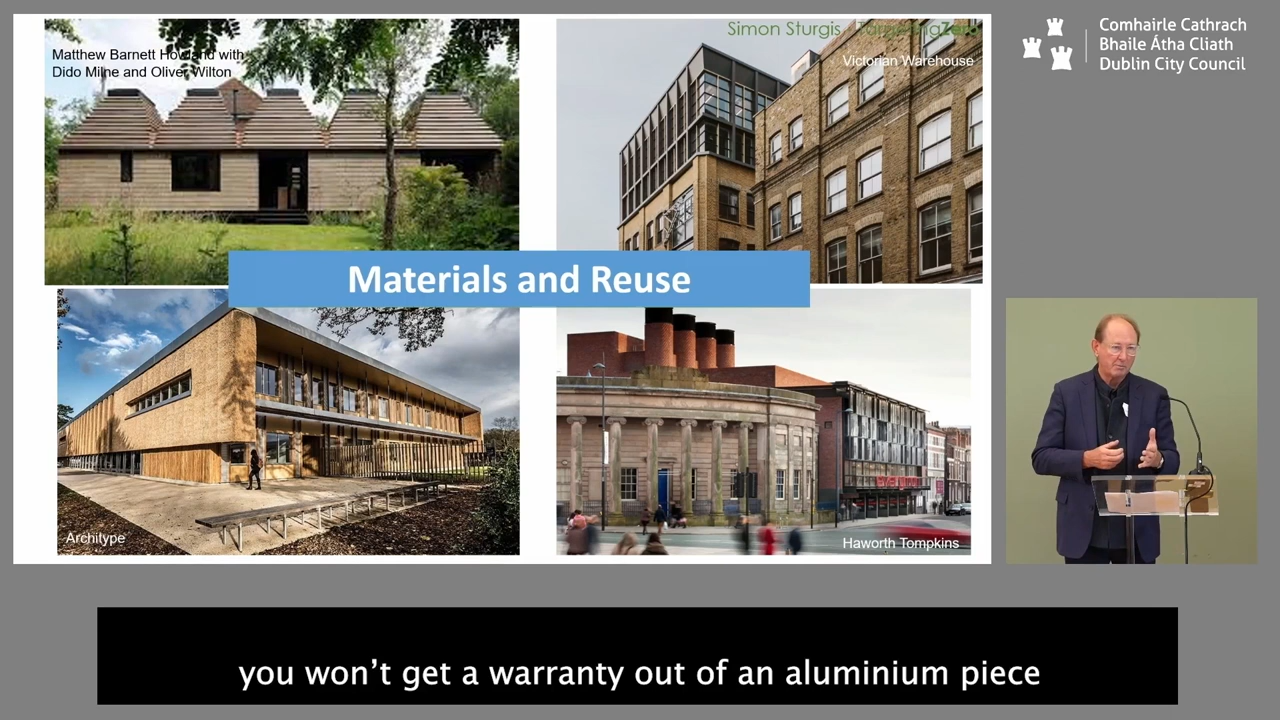 Matthew Barnett Howland with
Dido Milne and Oliver Wilton
Simon Sturgis
Victorian Warehouse
Comhairle Cathrach
Bhaile Átha Cliath
Dublin City Council
Materials and Reuse
Architype
Haworth Tompkins
you won't get a warranty out of an aluminium piece